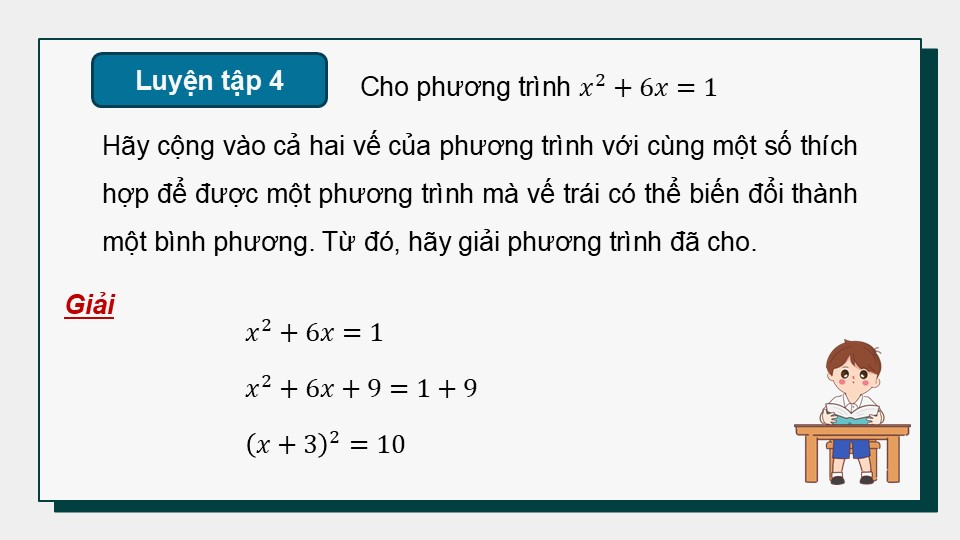 Luyện tập 4
Cho phương trình 𝑥² + 6𝑥 = 1
Hãy cộng vào cả hai vế của phương trình với cùng một số thích
hợp để được một phương trình mà vế trái có thể biến đổi thành
một bình phương. Từ đó, hãy giải phương trình đã cho.
Giải
𝑥² + 6𝑥 = 1
𝑥² + 6𝑥 + 9 = 1 + 9
(𝑥 + 3)² = 10